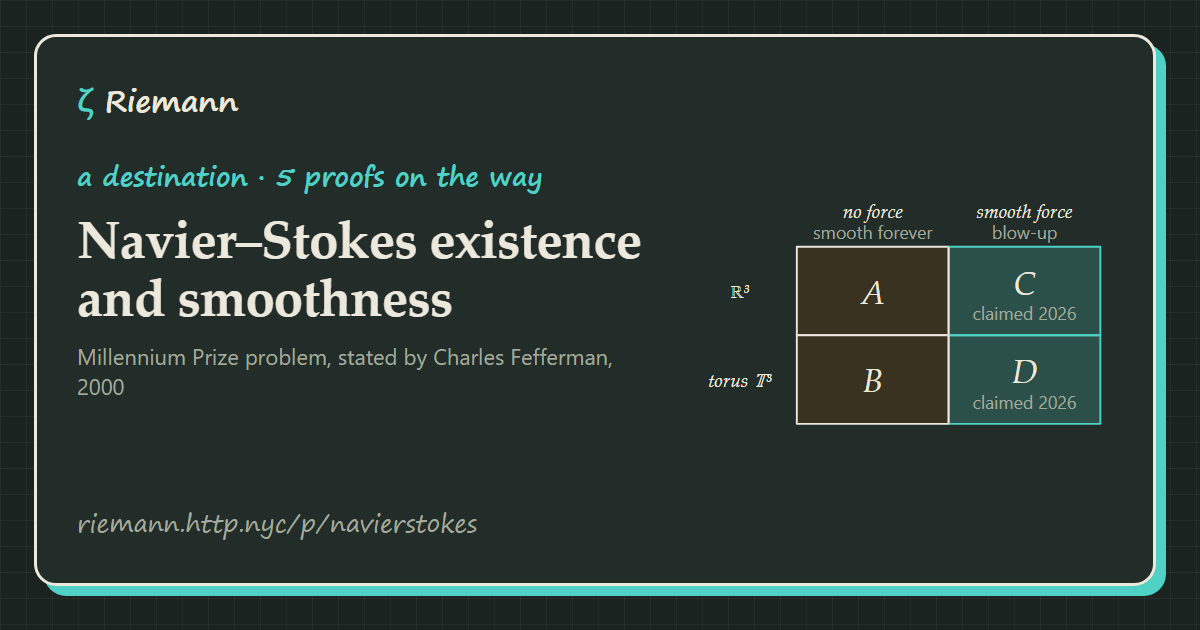 ζ Riemann
a destination · 5 proofs on the way
Navier–Stokes existence
and smoothness
Millennium Prize problem, stated by Charles Fefferman,
2000
no force
smooth forever
smooth force
blow-up
ℝ³
A
C
claimed 2026
torus 𝕋³
B
D
claimed 2026
riemann.http.nyc/p/navierstokes